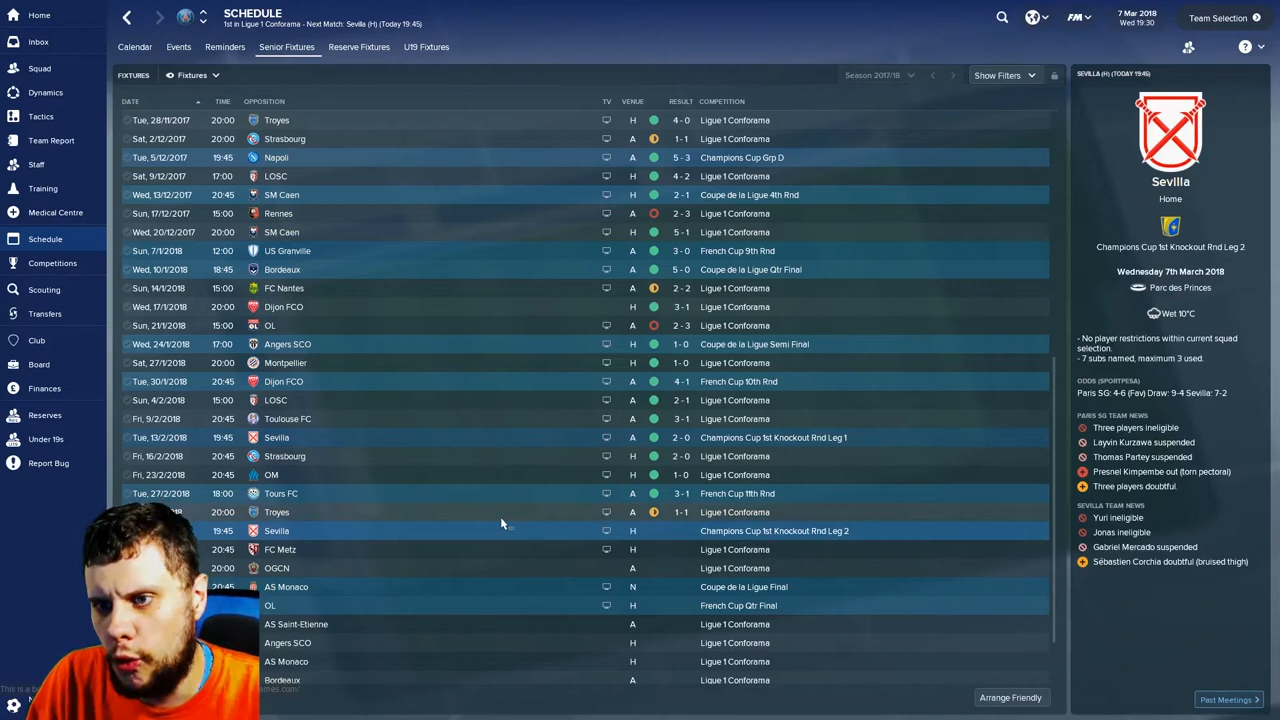 Home
SCHEDULE
1st in Ligue 1 Conforama - Next Match: Sevilla (H) (Today 19:45)
FM
7 Mar 2018
Wed 19:30
Team Selection
Inbox
Calendar
Events
Reminders
Senior Fixtures
Reserve Fixtures
U19 Fixtures
?
Squad
Dynamics
Tactics
Team Report
Staff
Training
Medical Centre
Schedule
Competitions
Scouting
Transfers
Club
Board
Finances
Reserves
Under 19s
Report Bug
FIXTURES
Fixtures
Season 2017/18
Show Filters
DATE TIME OPPOSITION TV VENUE RESULT COMPETITION
Tue, 28/11/2017 20:00 Troyes H 4 - 0 Ligue 1 Conforama
Sat, 2/12/2017 20:00 Strasbourg A 1 - 1 Ligue 1 Conforama
Tue, 5/12/2017 19:45 Napoli A 5 - 3 Champions Cup Grp D
Sat, 9/12/2017 17:00 LOSC H 4 - 2 Ligue 1 Conforama
Wed, 13/12/2017 20:45 SM Caen H 2 - 1 Coupe de la Ligue 4th Rnd
Sun, 17/12/2017 15:00 Rennes A 2 - 3 Ligue 1 Conforama
Wed, 20/12/2017 20:00 SM Caen H 5 - 1 Ligue 1 Conforama
Sun, 7/1/2018 12:00 US Granville A 3 - 0 French Cup 9th Rnd
Wed, 10/1/2018 18:45 Bordeaux A 5 - 0 Coupe de la Ligue Qtr Final
Sun, 14/1/2018 15:00 FC Nantes A 2 - 2 Ligue 1 Conforama
Wed, 17/1/2018 20:00 Dijon FCO H 3 - 1 Ligue 1 Conforama
Sun, 21/1/2018 15:00 OL A 2 - 3 Ligue 1 Conforama
Wed, 24/1/2018 17:00 Angers SCO A 1 - 0 Coupe de la Ligue Semi Final
Sat, 27/1/2018 20:00 Montpellier H 1 - 0 Ligue 1 Conforama
Tue, 30/1/2018 20:45 Dijon FCO A 4 - 1 French Cup 10th Rnd
Sun, 4/2/2018 15:00 LOSC A 2 - 1 Ligue 1 Conforama
Fri, 9/2/2018 20:45 Toulouse FC A 3 - 1 Ligue 1 Conforama
Tue, 13/2/2018 19:45 Sevilla A 2 - 0 Champions Cup 1st Knockout Rnd Leg 1
Fri, 16/2/2018 20:45 Strasbourg H 2 - 0 Ligue 1 Conforama
Fri, 23/2/2018 20:45 OM H 1 - 0 Ligue 1 Conforama
Tue, 27/2/2018 18:00 Tours FC A 3 - 1 French Cup 11th Rnd
20:00 Troyes A 1 - 1 Ligue 1 Conforama
19:45 Sevilla H Champions Cup 1st Knockout Rnd Leg 2
20:45 FC Metz H Ligue 1 Conforama
20:00 OGCN A Ligue 1 Conforama
20:45 AS Monaco N Coupe de la Ligue Final
OL H French Cup Qtr Final
AS Saint-Etienne A Ligue 1 Conforama
Angers SCO H Ligue 1 Conforama
AS Monaco H Ligue 1 Conforama
Bordeaux A Ligue 1 Conforama
This is a
Arrange Friendly
SEVILLA (H) (TODAY 19:45)
Sevilla
Home
Champions Cup 1st Knockout Rnd Leg 2
Wednesday 7th March 2018
Parc des Princes
Wet 10°C
- No player restrictions within current squad
selection.
- 7 subs named, maximum 3 used.
ODDS (SPORTPESA)
Paris SG: 4-6 (Fav) Draw: 9-4 Sevilla: 7-2
PARIS SG TEAM NEWS
Three players ineligible
Layvin Kurzawa suspended
Thomas Partey suspended
Presnel Kimpembe out (torn pectoral)
Three players doubtful.
SEVILLA TEAM NEWS
Yuri ineligible
Jonas ineligible
Gabriel Mercado suspended
Sébastien Corchia doubtful (bruised thigh)
Past Meetings